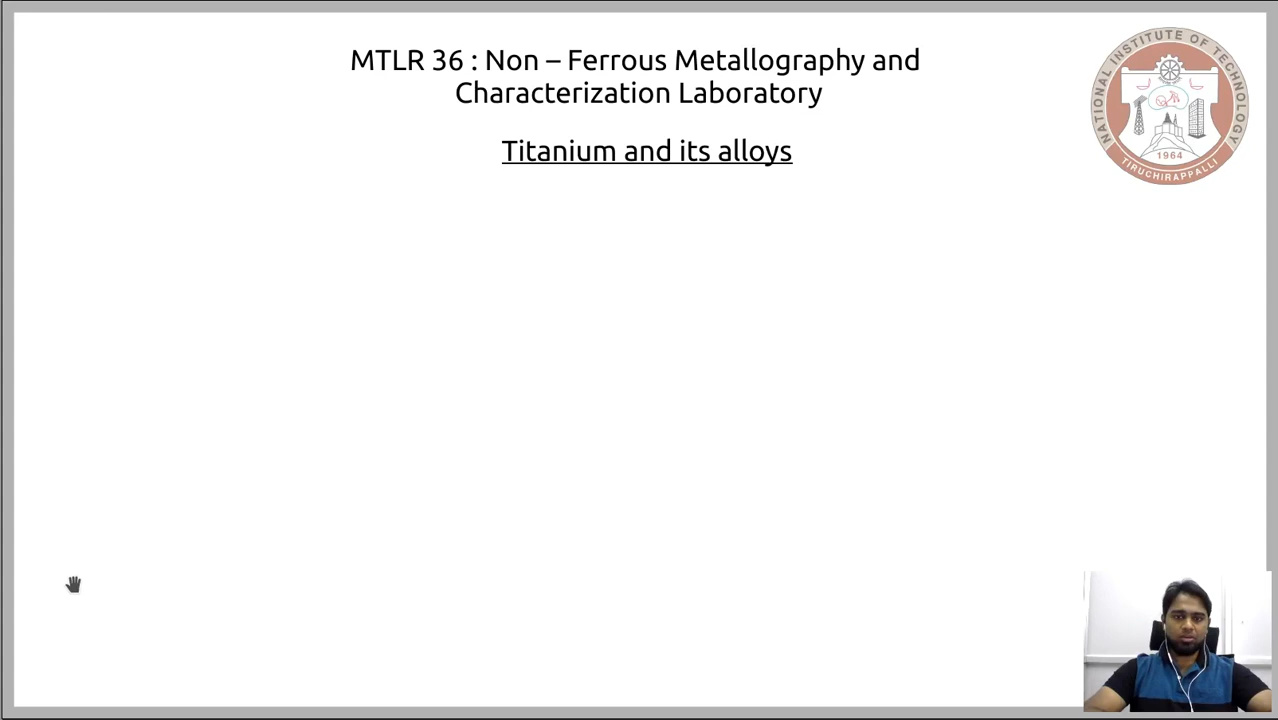 MTLR 36 : Non – Ferrous Metallography and
Characterization Laboratory
Titanium and its alloys
NATIONAL INSTITUTE OF TECHNOLOGY
1964
TIRUCHIRAPPALLI